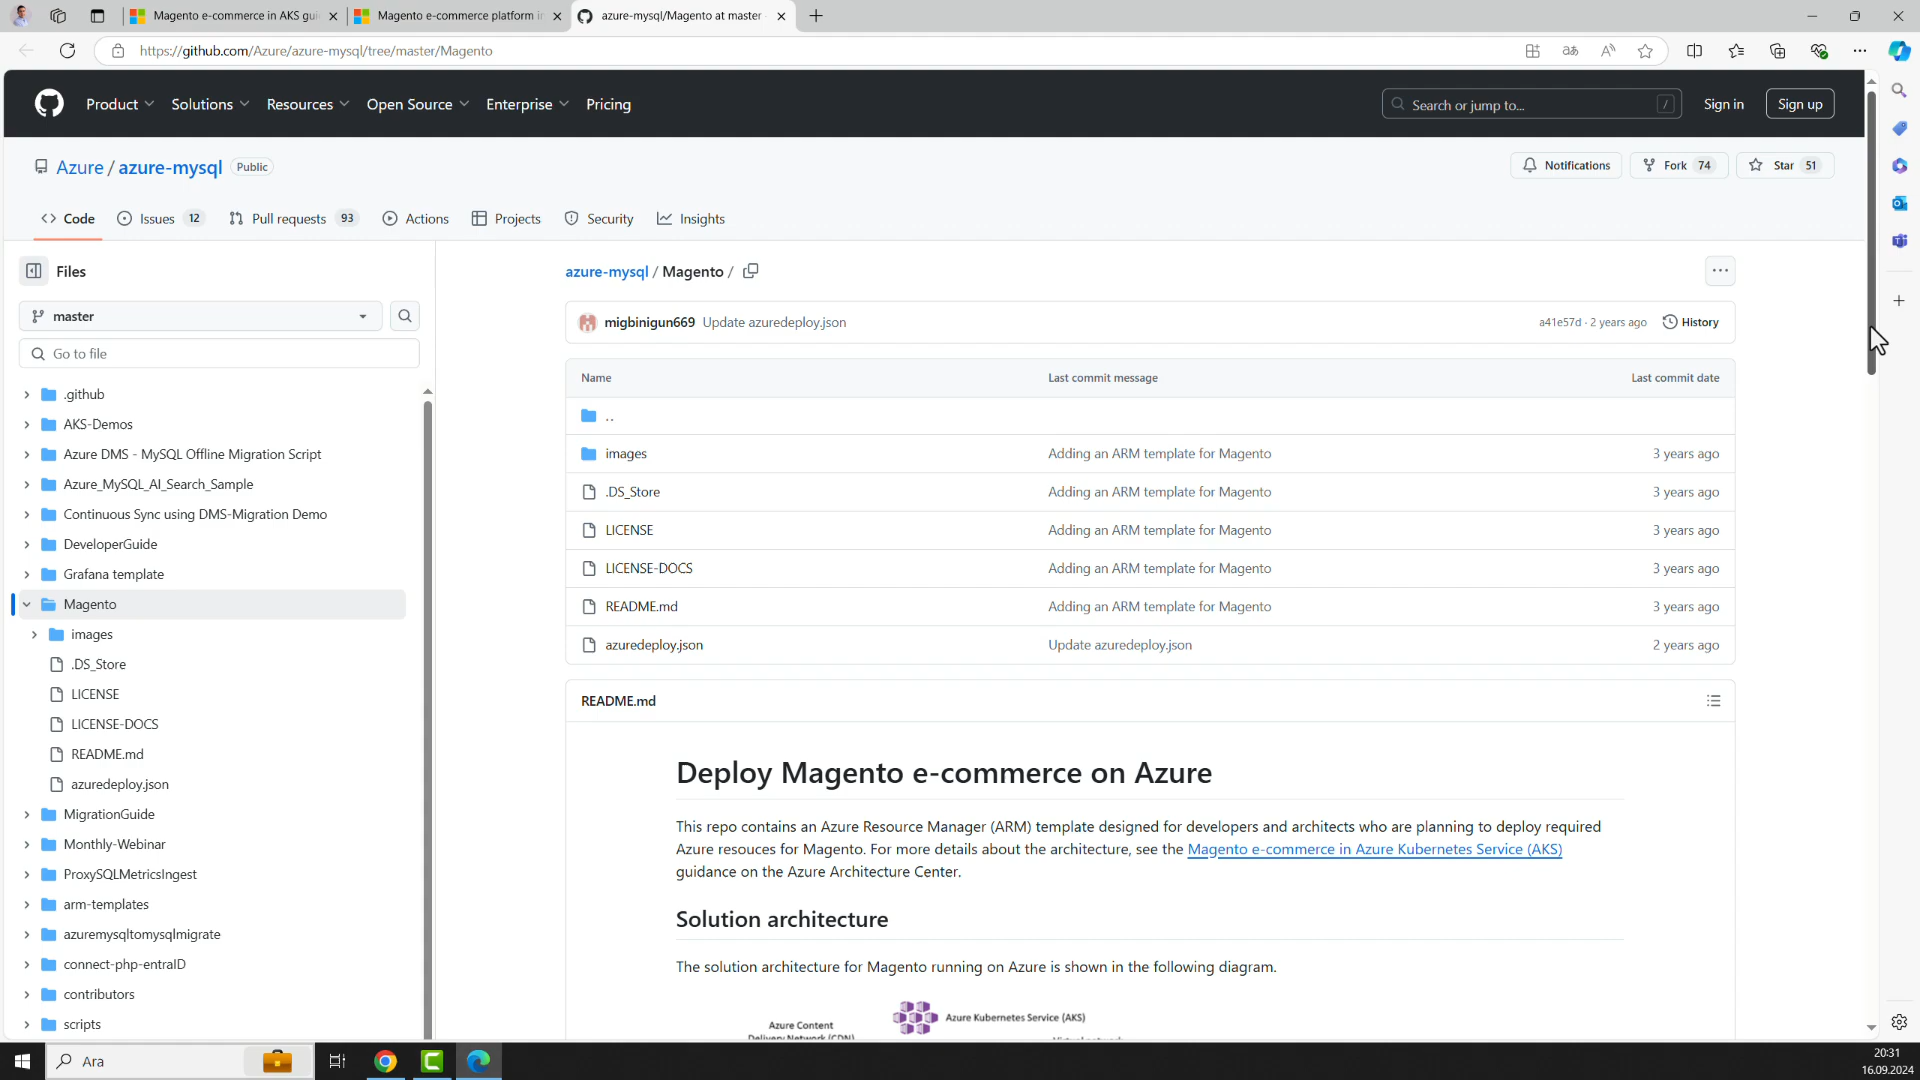 Magento e-commerce in AKS gui
Magento e-commerce platform in
azure-mysql/Magento at master
https://github.com/Azure/azure-mysql/tree/master/Magento
Product
Solutions
Resources
Open Source
Enterprise
Pricing
Search or jump to...
/
Sign in
Sign up
Azure / azure-mysql
Public
Notifications
Fork 74
Star 51
Code
Issues 12
Pull requests 93
Actions
Projects
Security
Insights
Files
master
Go to file
.github
AKS-Demos
Azure DMS - MySQL Offline Migration Script
Azure_MySQL_AI_Search_Sample
Continuous Sync using DMS-Migration Demo
DeveloperGuide
Grafana template
Magento
images
.DS_Store
LICENSE
LICENSE-DOCS
README.md
azuredeploy.json
MigrationGuide
Monthly-Webinar
ProxySQLMetricsIngest
arm-templates
azuremysqltomysqlmigrate
connect-php-entraID
contributors
scripts
azure-mysql / Magento /
migbinigun669 Update azuredeploy.json
a41e57d · 2 years ago
History
Name
Last commit message
Last commit date
..
images
Adding an ARM template for Magento
3 years ago
.DS_Store
Adding an ARM template for Magento
3 years ago
LICENSE
Adding an ARM template for Magento
3 years ago
LICENSE-DOCS
Adding an ARM template for Magento
3 years ago
README.md
Adding an ARM template for Magento
3 years ago
azuredeploy.json
Update azuredeploy.json
2 years ago
README.md
Deploy Magento e-commerce on Azure
This repo contains an Azure Resource Manager (ARM) template designed for developers and architects who are planning to deploy required
Azure resouces for Magento. For more details about the architecture, see the Magento e-commerce in Azure Kubernetes Service (AKS)
guidance on the Azure Architecture Center.
Solution architecture
The solution architecture for Magento running on Azure is shown in the following diagram.
Azure Kubernetes Service (AKS)
Azure Content
Delivery Network (CDN)
Virtual network
Ara
20:31
16.09.2024